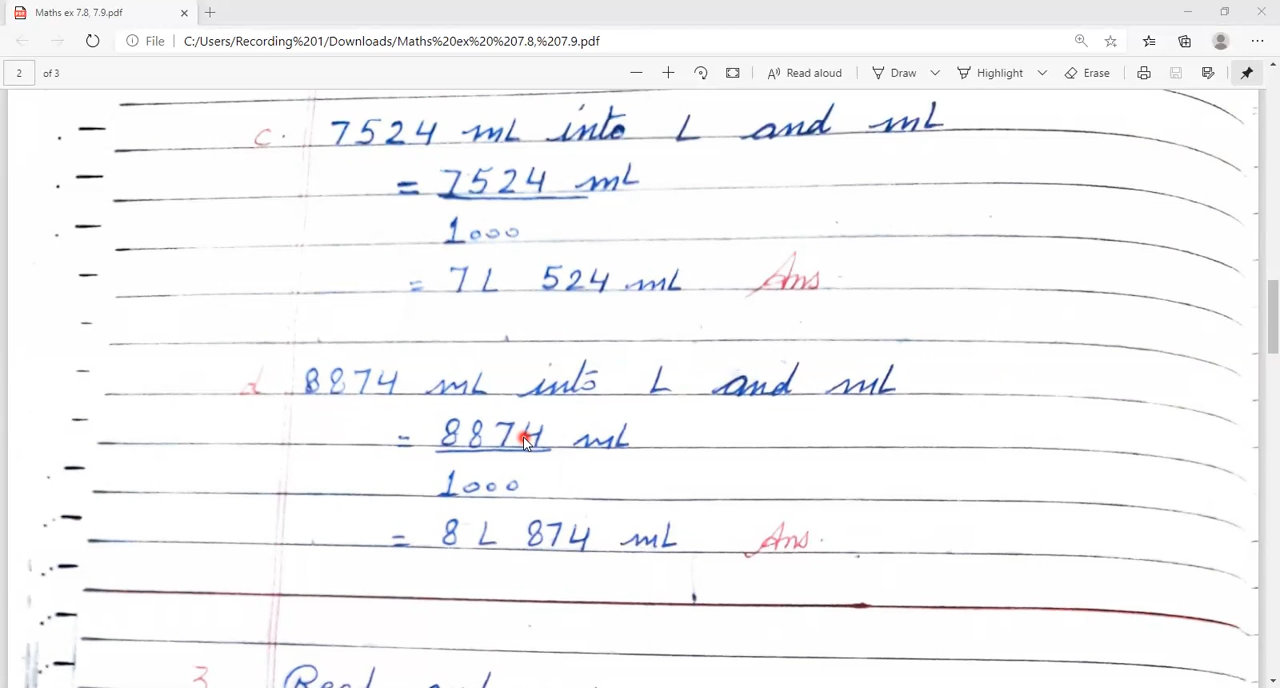 Maths ex 7.8, 7.9.pdf
File C:/Users/Recording%201/Downloads/Maths%20ex%20%207.8,%207.9.pdf
2 of 3 Read aloud Draw Highlight Erase
c. 7524 mL into L and mL
= 7524 mL
1000
= 7 L 524 mL Ans.
d 8874 mL into L and mL
= 8874 mL
1000
= 8 L 874 mL Ans.
3